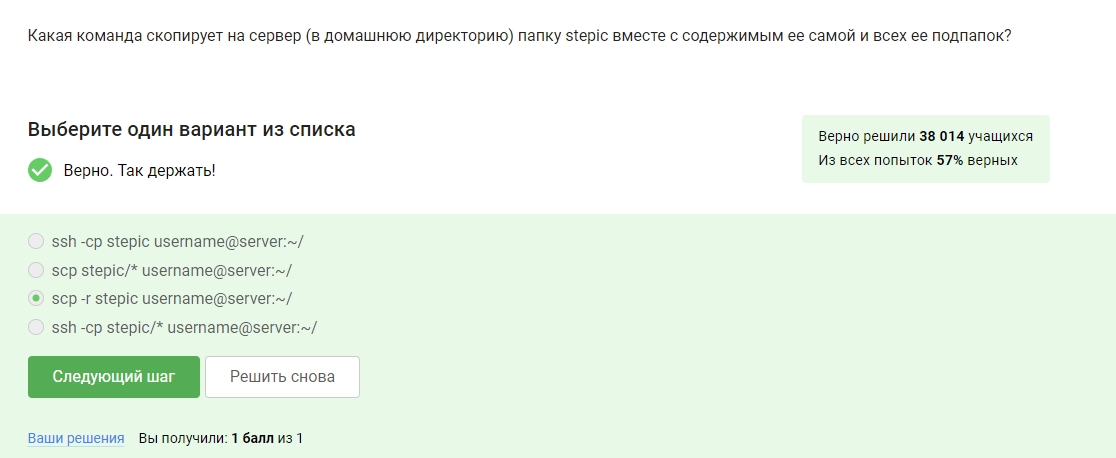 Какая команда скопирует на сервер (в домашнюю директорию) папку stepic вместе с содержимым ее самой и всех ее подпапок?
Выберите один вариант из списка
Верно. Так держать!
Верно решили 38 014 учащихся
Из всех попыток 57% верных
ssh -cp stepic username@server:~/
scp stepic/* username@server:~/
scp -r stepic username@server:~/
ssh -cp stepic/* username@server:~/
Следующий шаг
Решить снова
Ваши решения Вы получили: 1 балл из 1